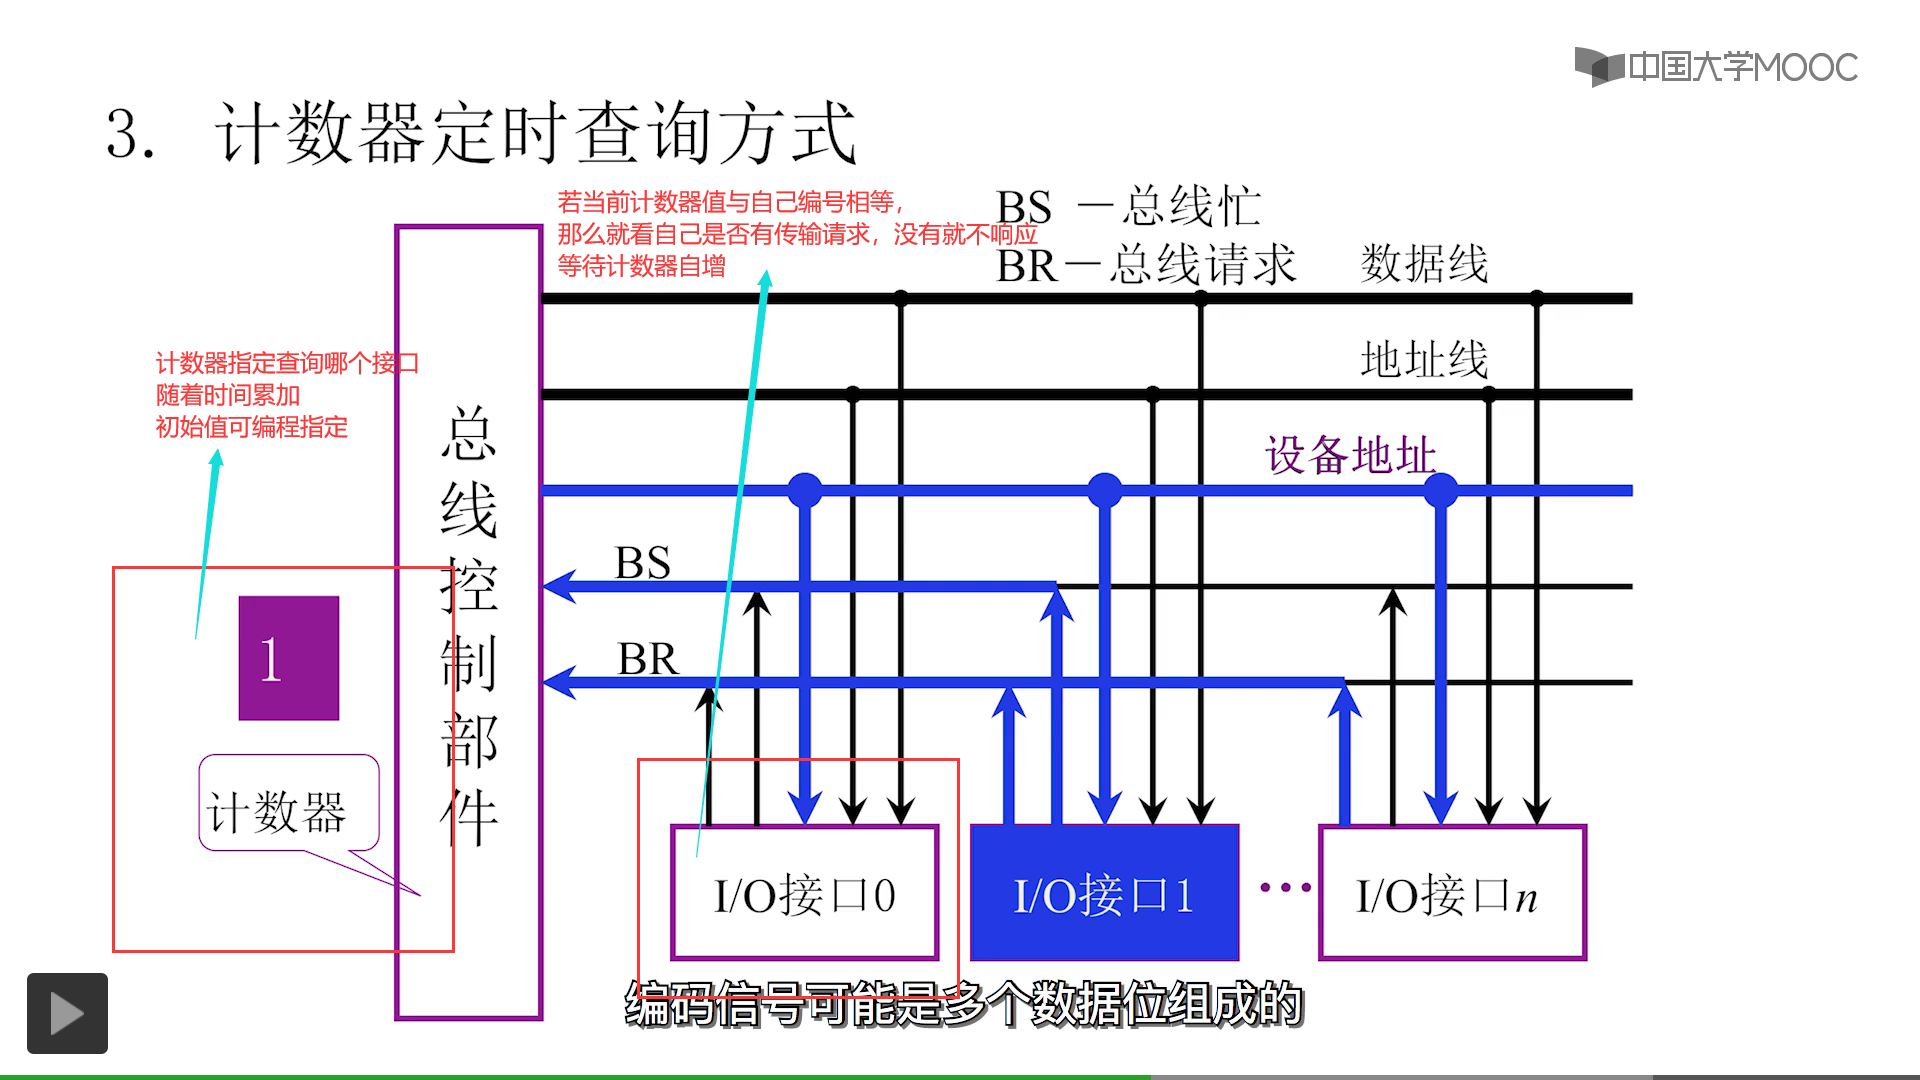 中国大学MOOC
3. 计数器定时查询方式
若当前计数器值与自己编号相等，
那么就看自己是否有传输请求，没有就不响应
等待计数器自增
BS －总线忙
BR－总线请求
数据线
计数器指定查询哪个接口
随着时间累加
初始值可编程指定
地址线
总线控制部件
设备地址
BS
BR
1
计数器
I/O接口0
I/O接口1
…
I/O接口n
编码信号可能是多个数据位组成的